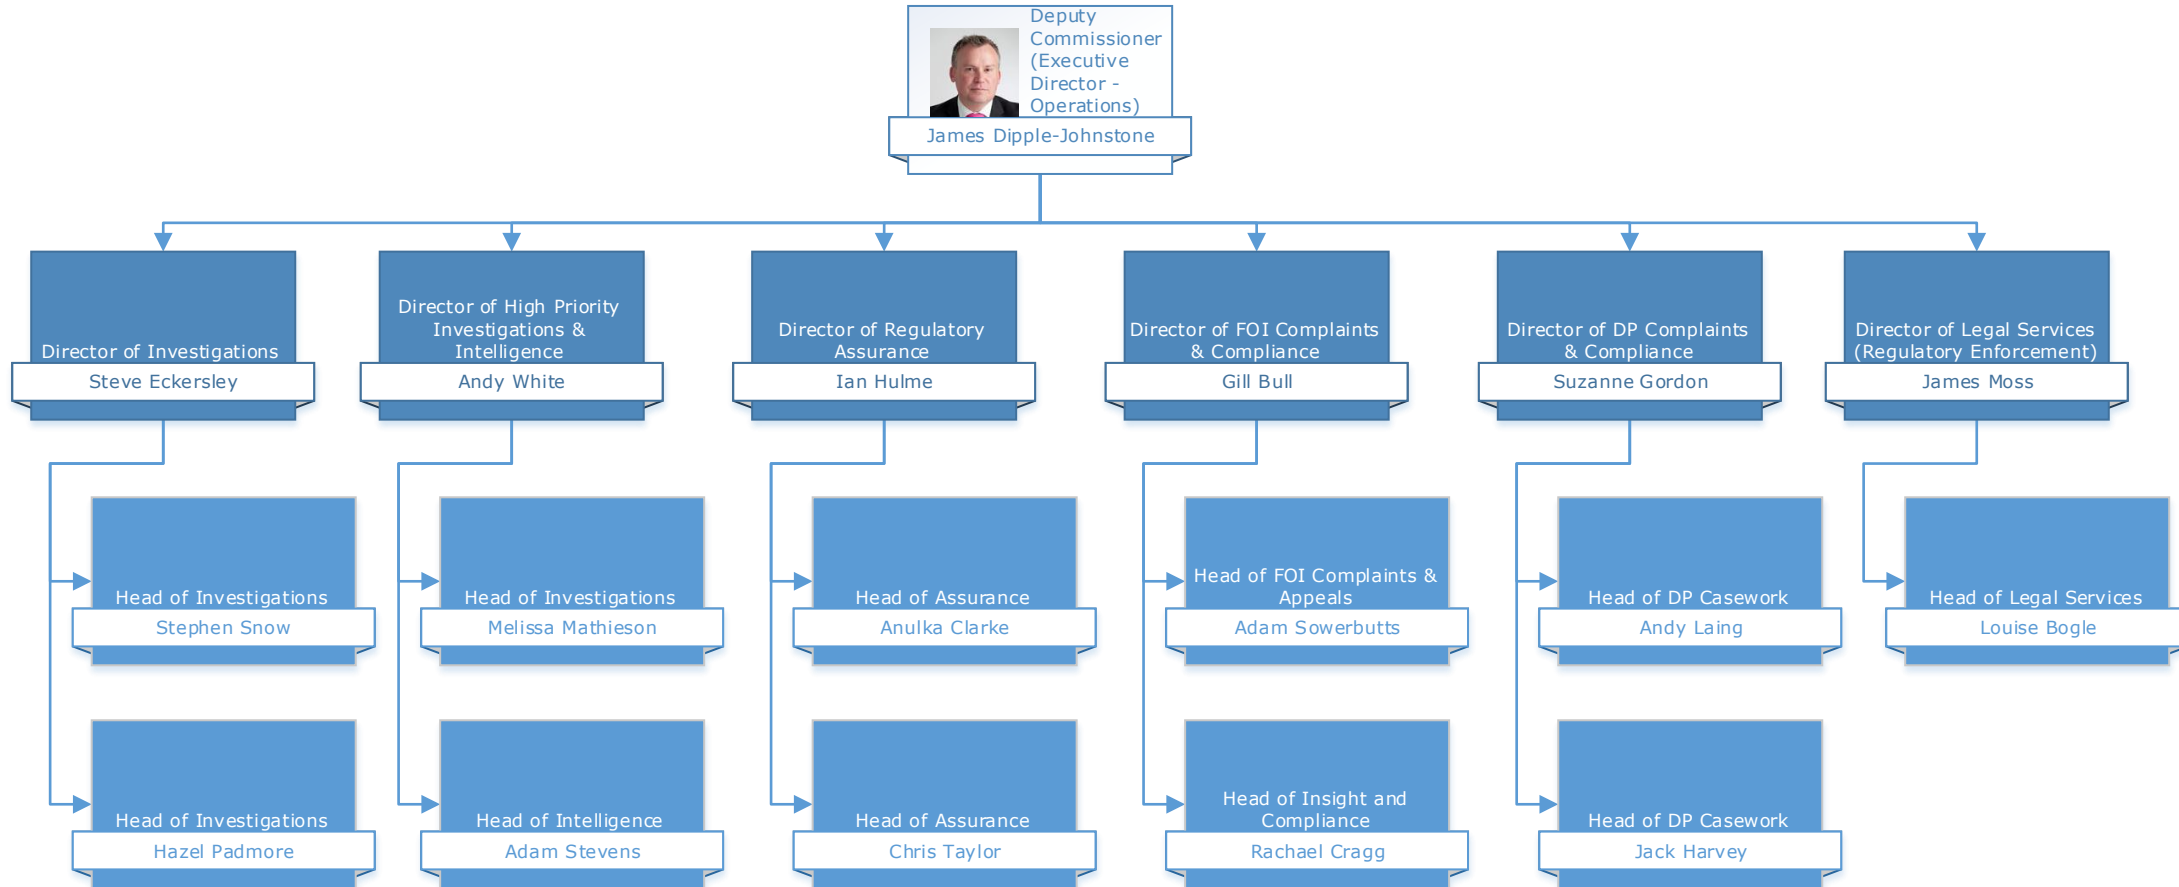 Deputy
Commissioner
(Executive
Director -
Operations)
James Dipple-Johnstone
Director of Investigations
Steve Eckersley
Director of High Priority
Investigations &
Intelligence
Andy White
Director of Regulatory
Assurance
Ian Hulme
Director of FOI Complaints
& Compliance
Gill Bull
Director of DP Complaints
& Compliance
Suzanne Gordon
Director of Legal Services
(Regulatory Enforcement)
James Moss
Head of Investigations
Stephen Snow
Head of Investigations
Melissa Mathieson
Head of Assurance
Anulka Clarke
Head of FOI Complaints &
Appeals
Adam Sowerbutts
Head of DP Casework
Andy Laing
Head of Legal Services
Louise Bogle
Head of Investigations
Hazel Padmore
Head of Intelligence
Adam Stevens
Head of Assurance
Chris Taylor
Head of Insight and
Compliance
Rachael Cragg
Head of DP Casework
Jack Harvey